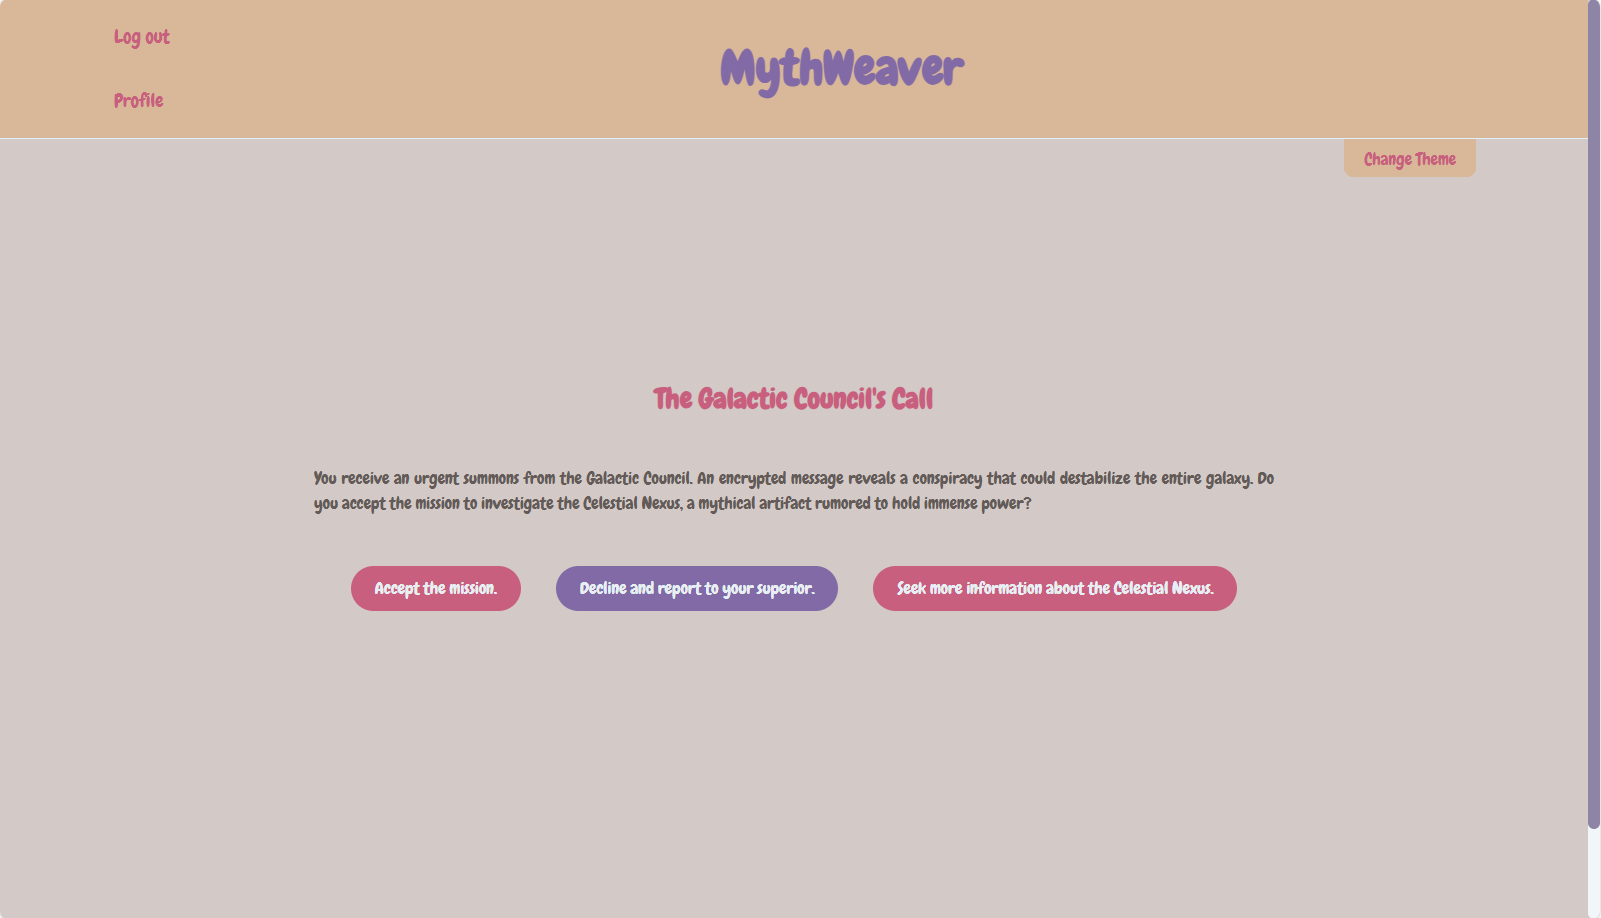 Log out
MythWeaver
Profile
Change Theme
The Galactic Council's Call
You receive an urgent summons from the Galactic Council. An encrypted message reveals a conspiracy that could destabilize the entire galaxy. Do
you accept the mission to investigate the Celestial Nexus, a mythical artifact rumored to hold immense power?
Accept the mission.
Decline and report to your superior.
Seek more information about the Celestial Nexus.